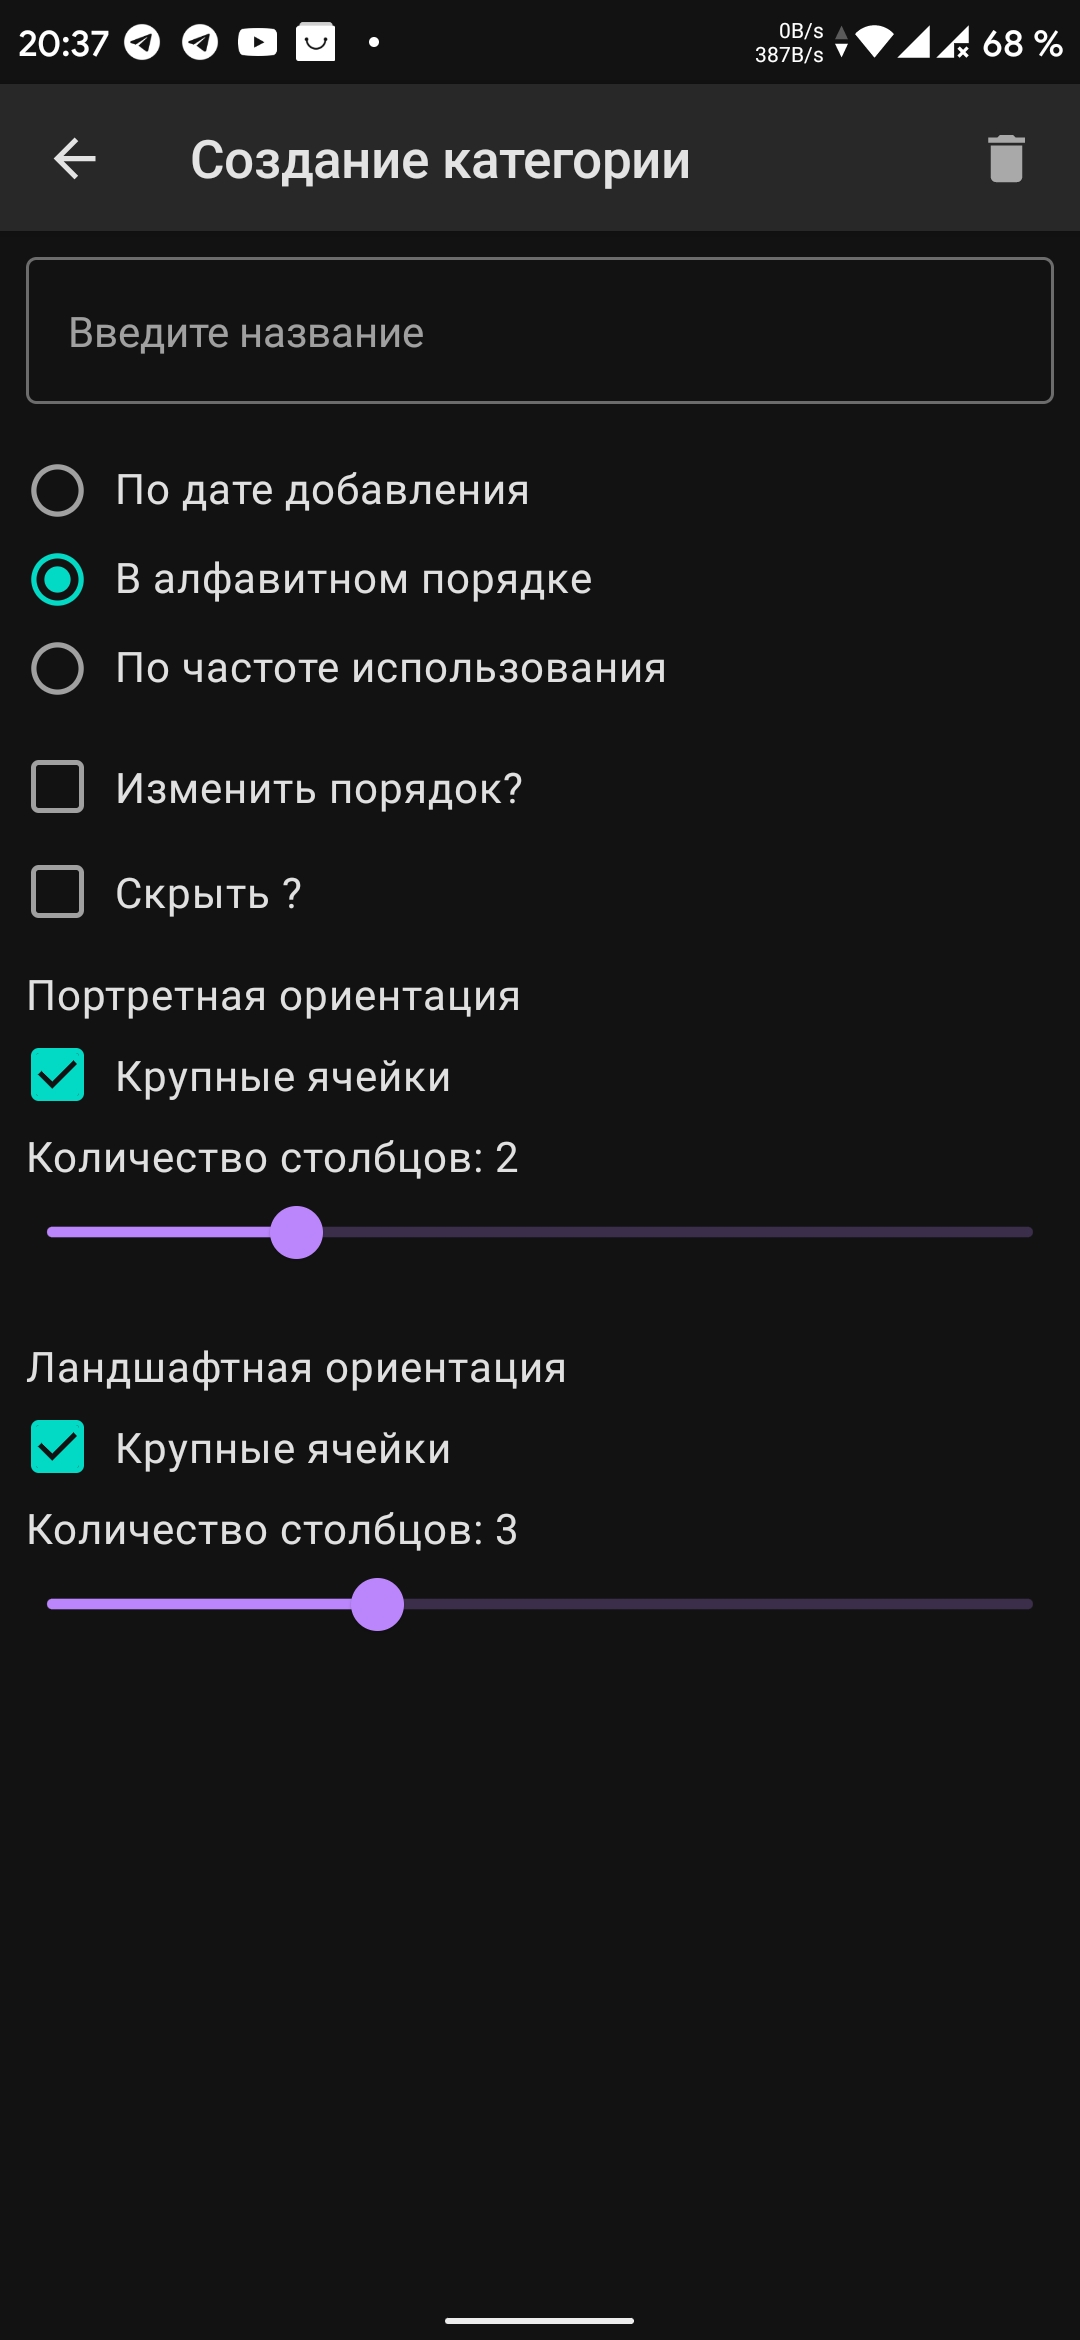 20:37
0B/s
387B/s
68 %
Создание категории
Введите название
По дате добавления
В алфавитном порядке
По частоте использования
Изменить порядок?
Скрыть ?
Портретная ориентация
Крупные ячейки
Количество столбцов: 2
Ландшафтная ориентация
Крупные ячейки
Количество столбцов: 3